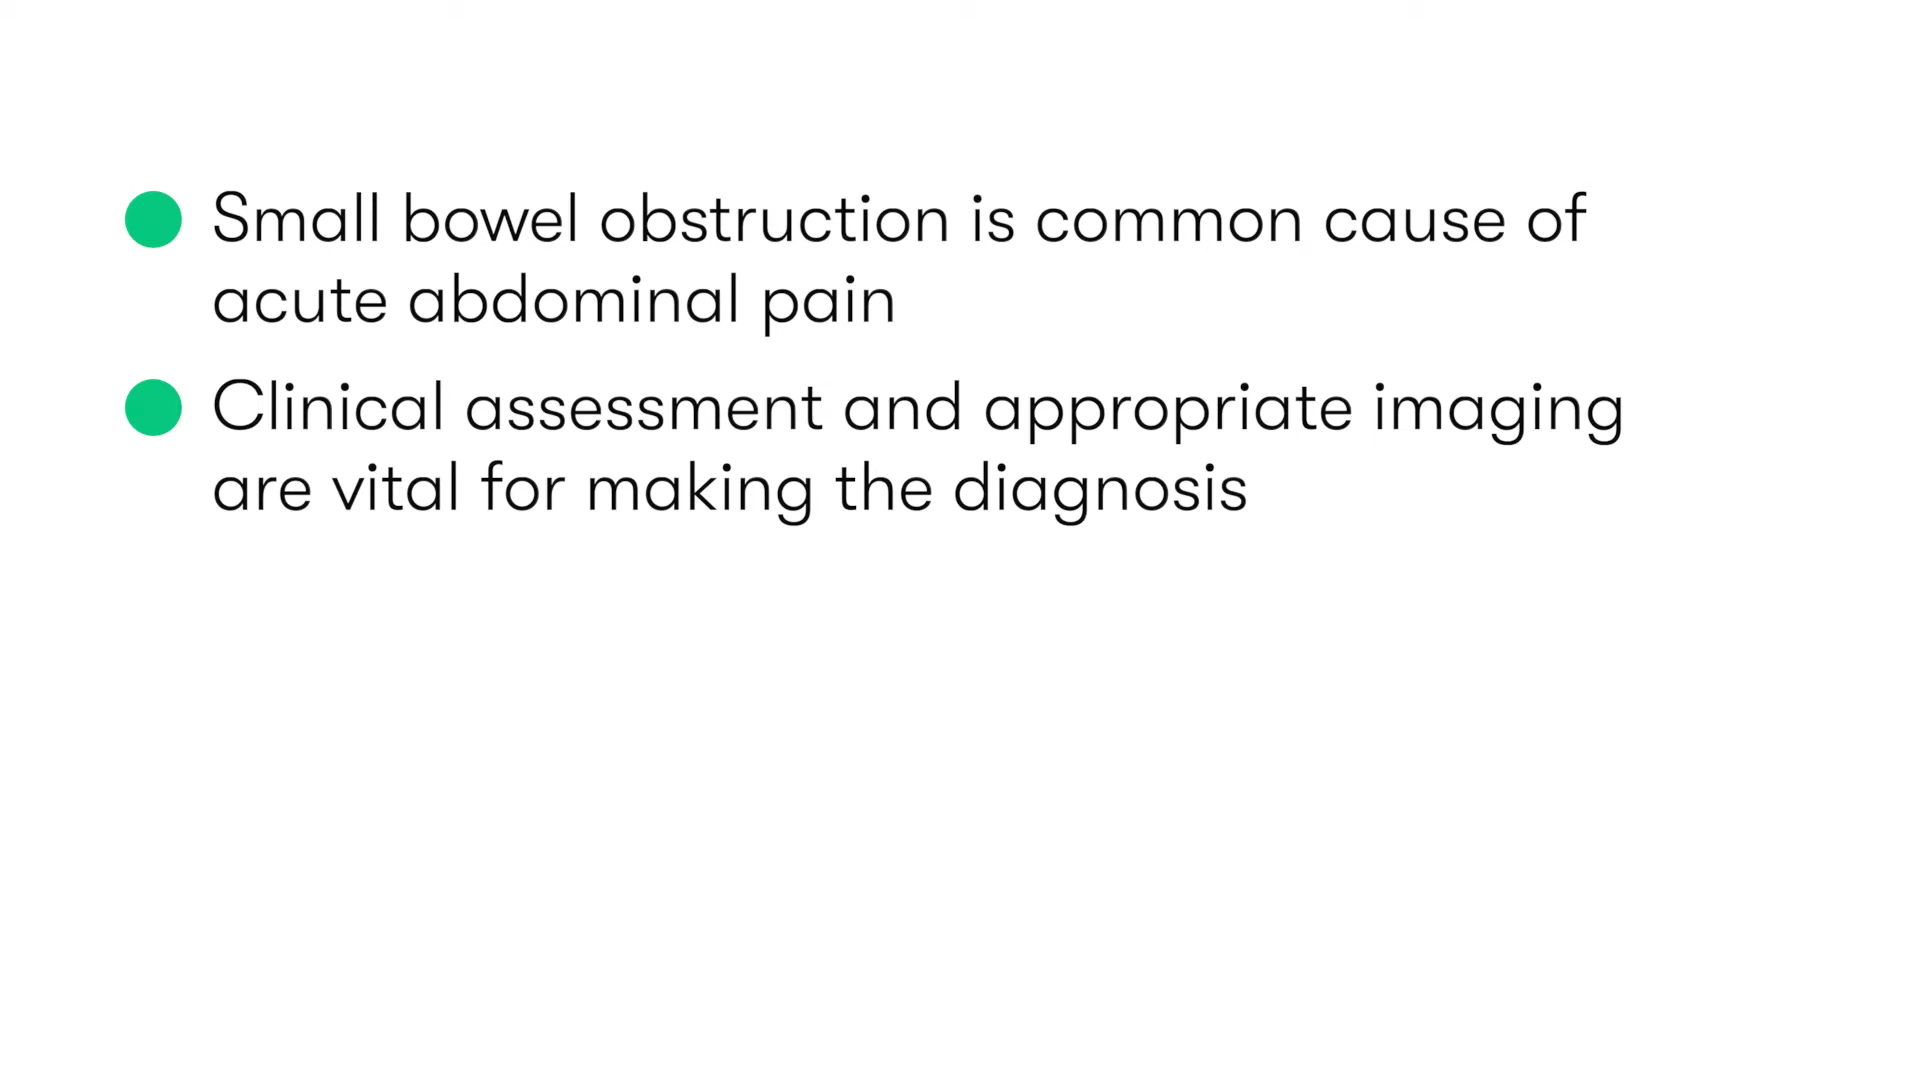 Small bowel obstruction is common cause of
acute abdominal pain
Clinical assessment and appropriate imaging
are vital for making the diagnosis